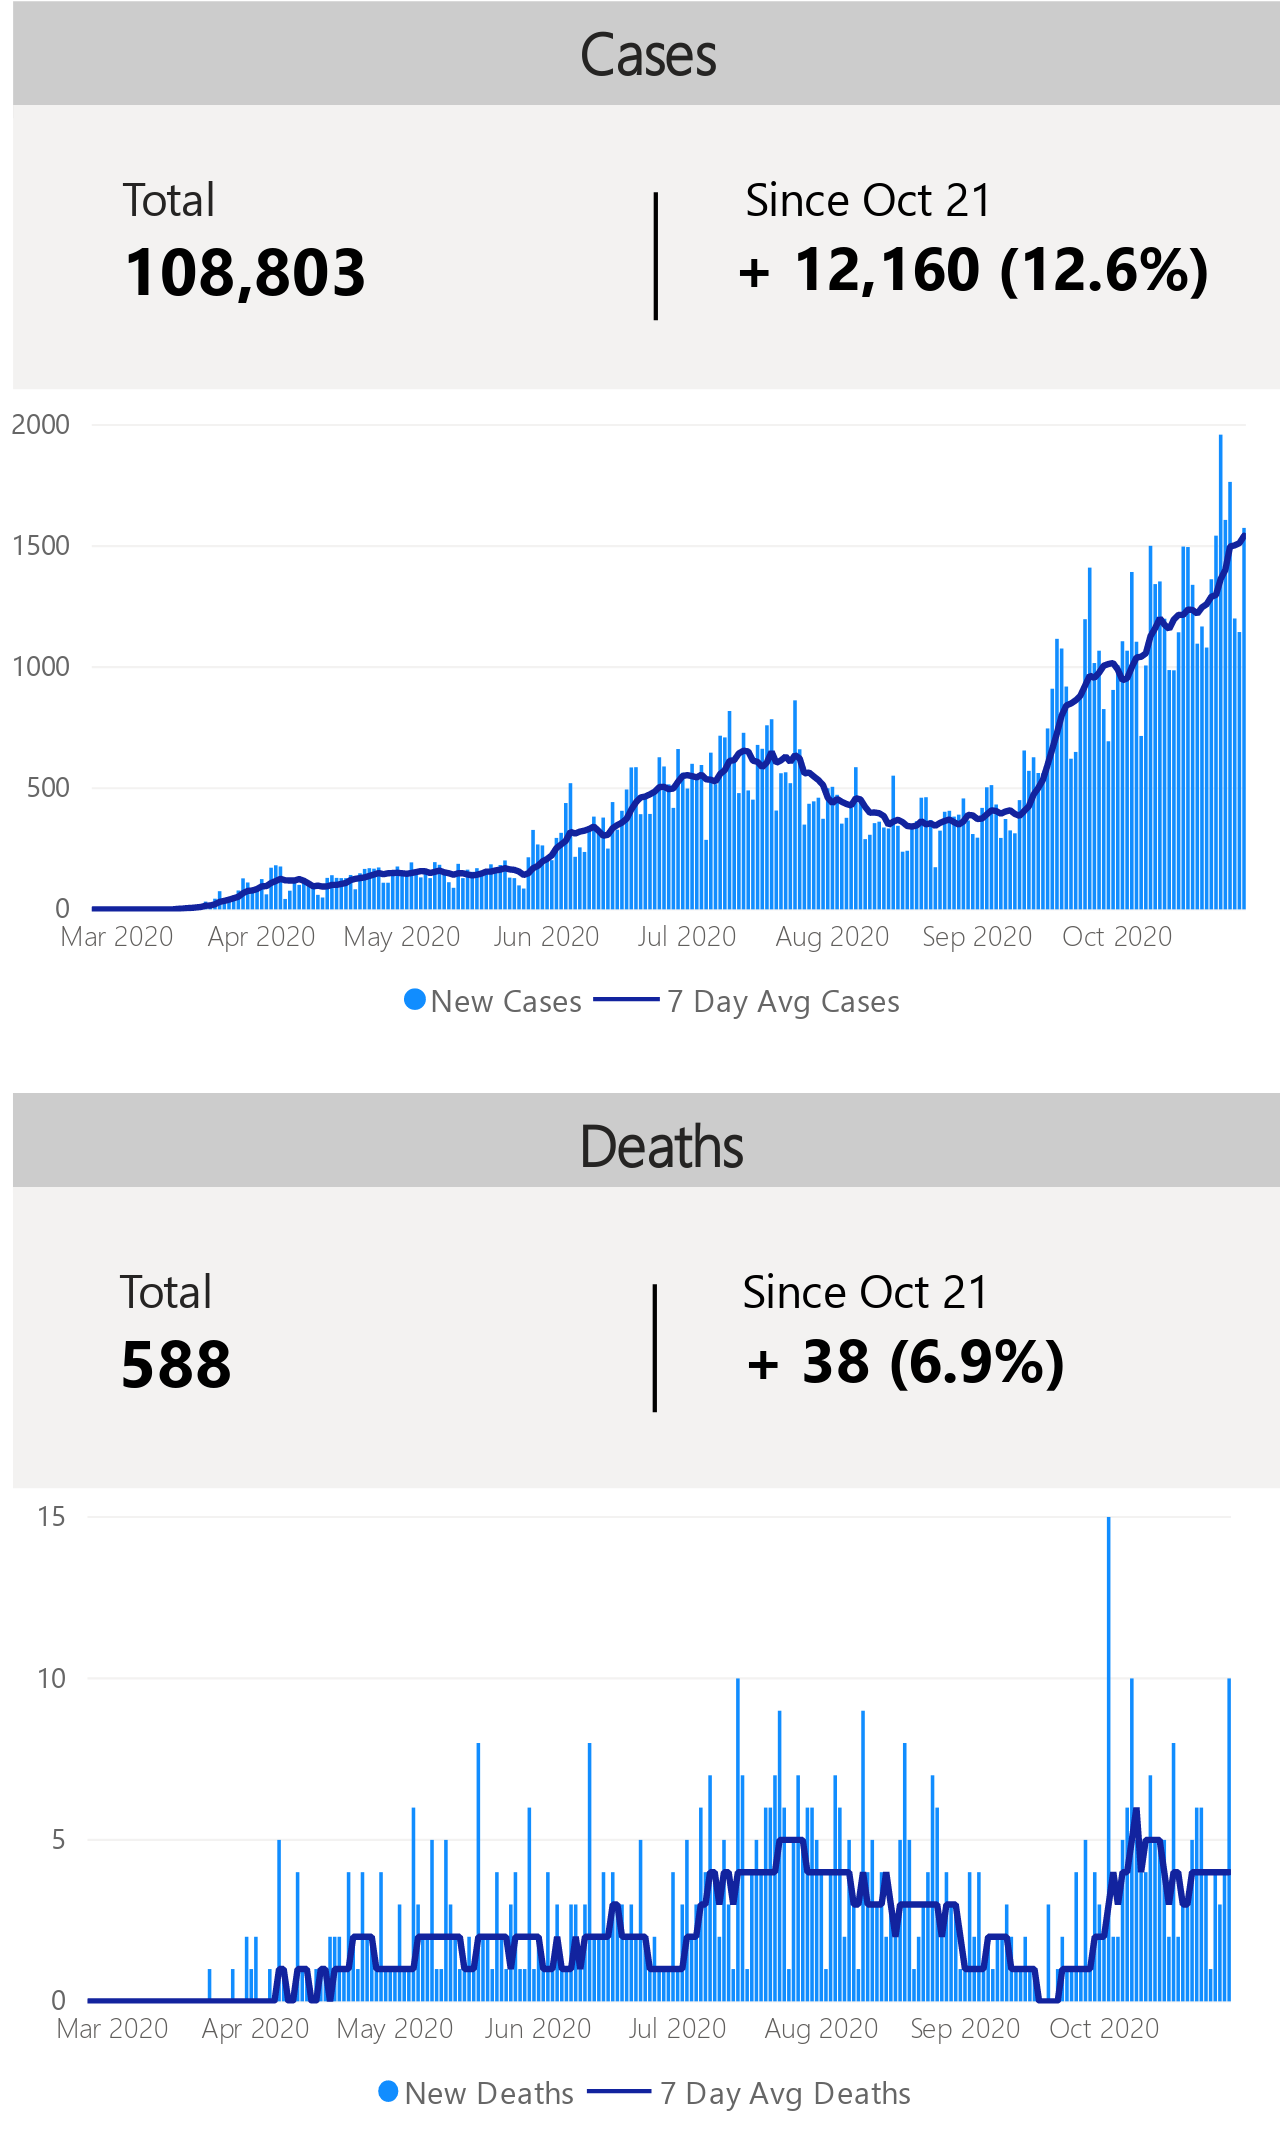 Cases
Total
Since Oct 21
108,803
+ 12,160 (12.6%)
2000
1500
1000
500
0
Mar 2020 Apr 2020 May 2020 Jun 2020 Jul 2020 Aug 2020 Sep 2020 Oct 2020
New Cases 7 Day Avg Cases
Deaths
Total
Since Oct 21
588
+ 38 (6.9%)
15
10
5
0
Mar 2020 Apr 2020 May 2020 Jun 2020 Jul 2020 Aug 2020 Sep 2020 Oct 2020
New Deaths 7 Day Avg Deaths